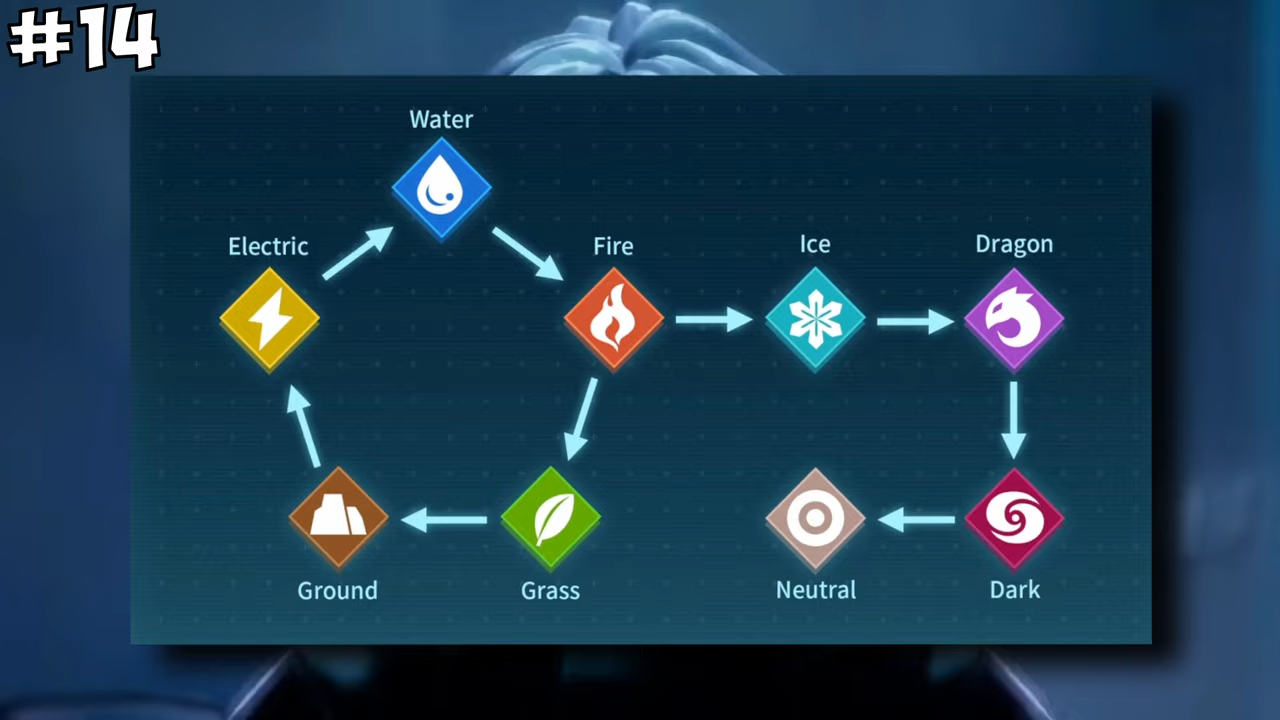 #14
Water
Electric
Fire
Ice
Dragon
Ground
Grass
Neutral
Dark